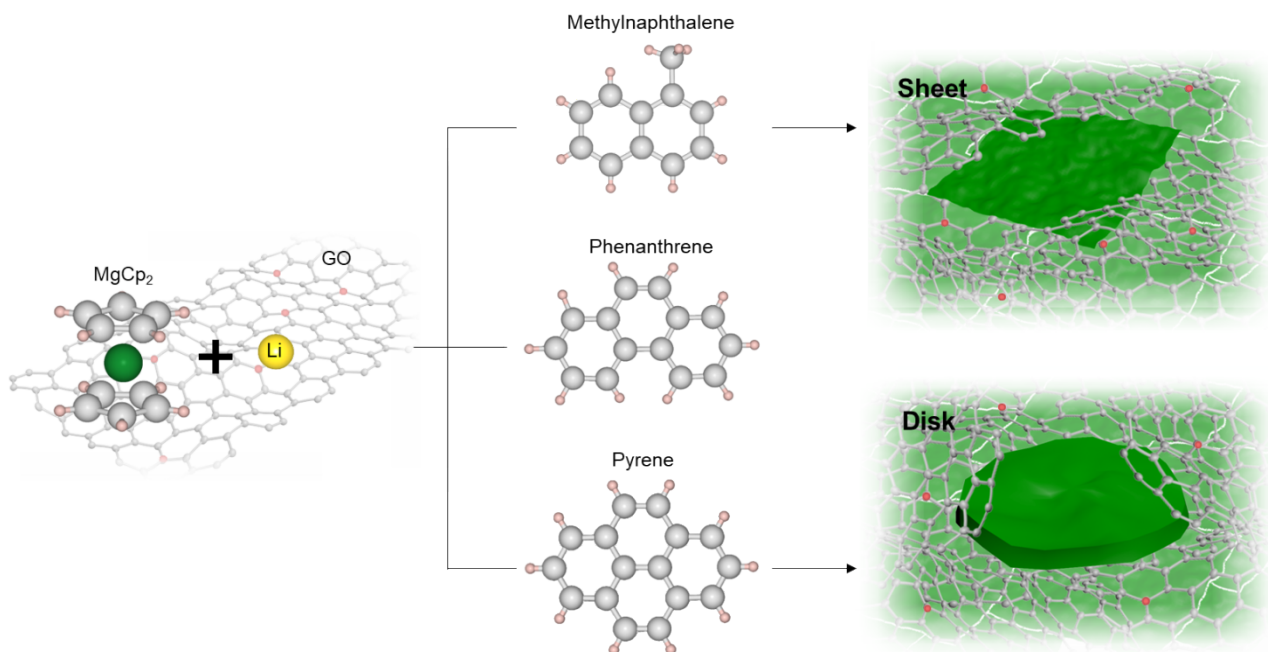 Methylnaphthalene
Sheet
Phenanthrene
GO
MgCp₂
+
Li
Disk
Pyrene